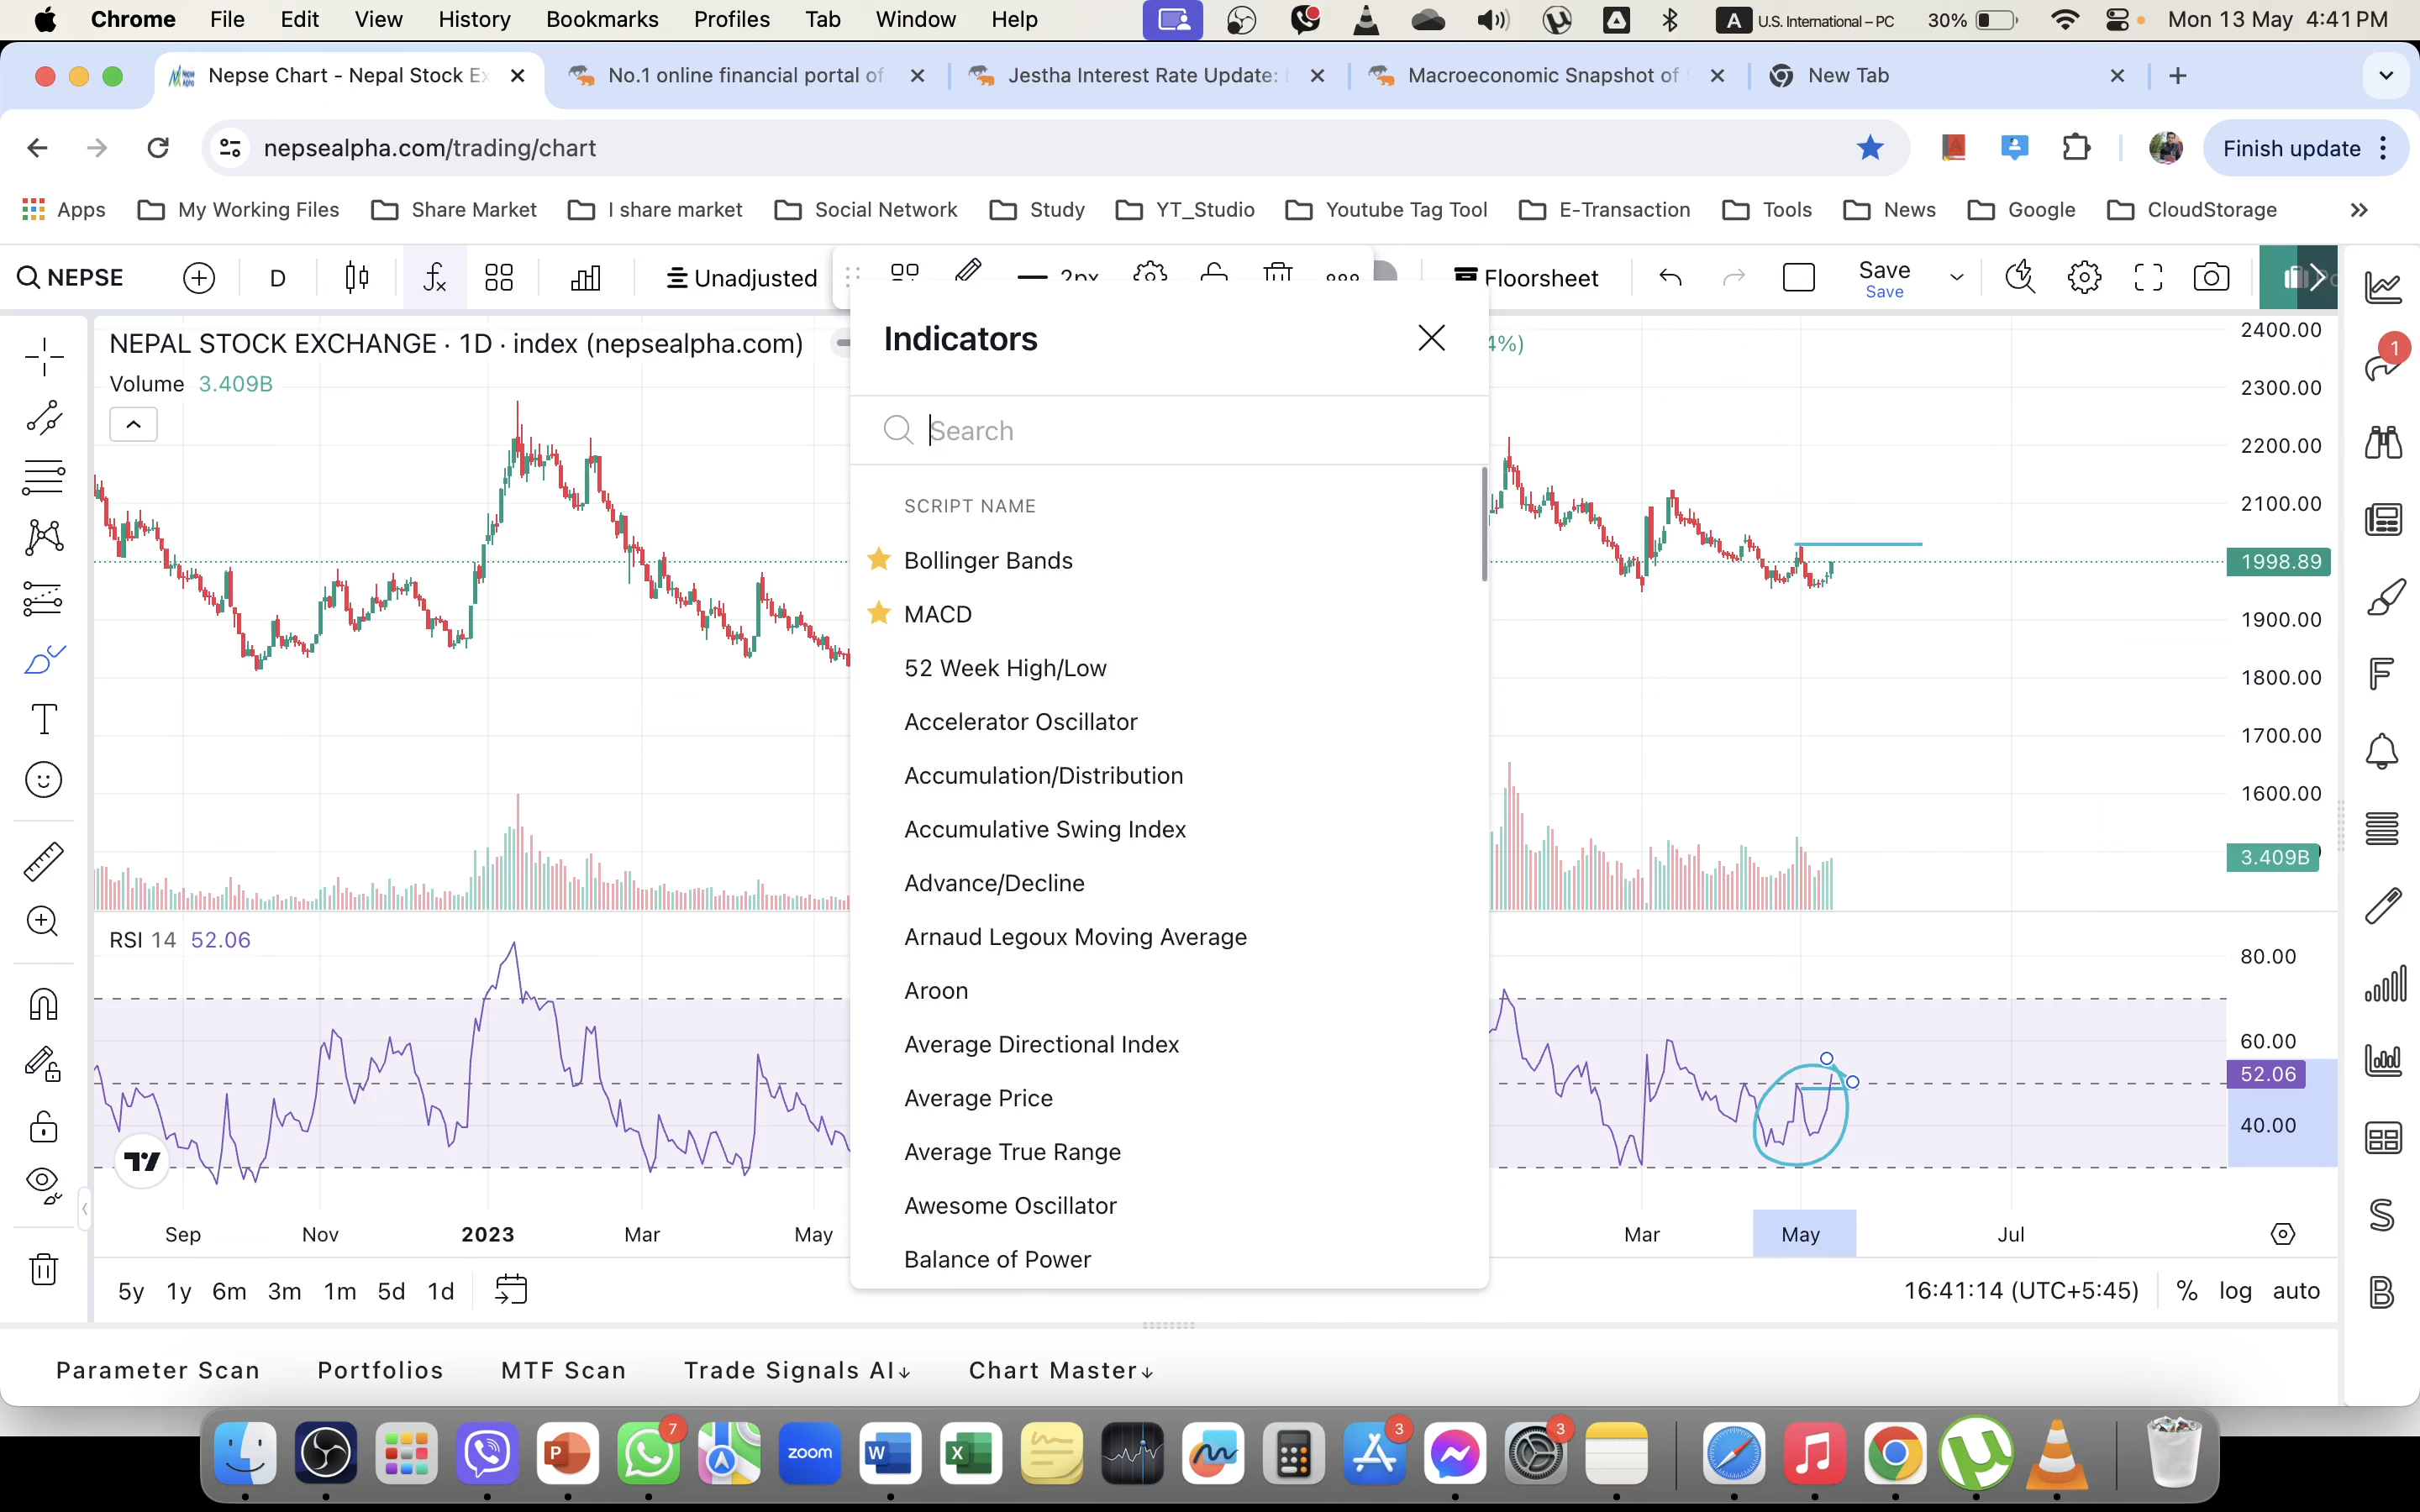 Chrome File Edit View History Bookmarks Profiles Tab Window Help A U.S. International – PC 30% Mon 13 May 4:41 PM
Nepse Chart - Nepal Stock Ex No.1 online financial portal of Jestha Interest Rate Update: Macroeconomic Snapshot of New Tab
nepsealpha.com/trading/chart Finish update
Apps My Working Files Share Market I share market Social Network Study YT_Studio Youtube Tag Tool E-Transaction Tools News Google CloudStorage
NEPSE D Unadjusted 2px Floorsheet Save
Save
NEPAL STOCK EXCHANGE · 1D · index (nepsealpha.com) 4%)
Volume 3.409B
Indicators
Search
SCRIPT NAME
Bollinger Bands
MACD
52 Week High/Low
Accelerator Oscillator
Accumulation/Distribution
Accumulative Swing Index
Advance/Decline
Arnaud Legoux Moving Average
Aroon
Average Directional Index
Average Price
Average True Range
Awesome Oscillator
Balance of Power
2400.00
2300.00
2200.00
2100.00
1998.89
1900.00
1800.00
1700.00
1600.00
3.409B
RSI 14 52.06
80.00
60.00
52.06
40.00
1
F
S
B
Sep Nov 2023 Mar May Mar May Jul
5y 1y 6m 3m 1m 5d 1d 16:41:14 (UTC+5:45) % log auto
Parameter Scan Portfolios MTF Scan Trade Signals AI↓ Chart Master↓
7 zoom 3 3